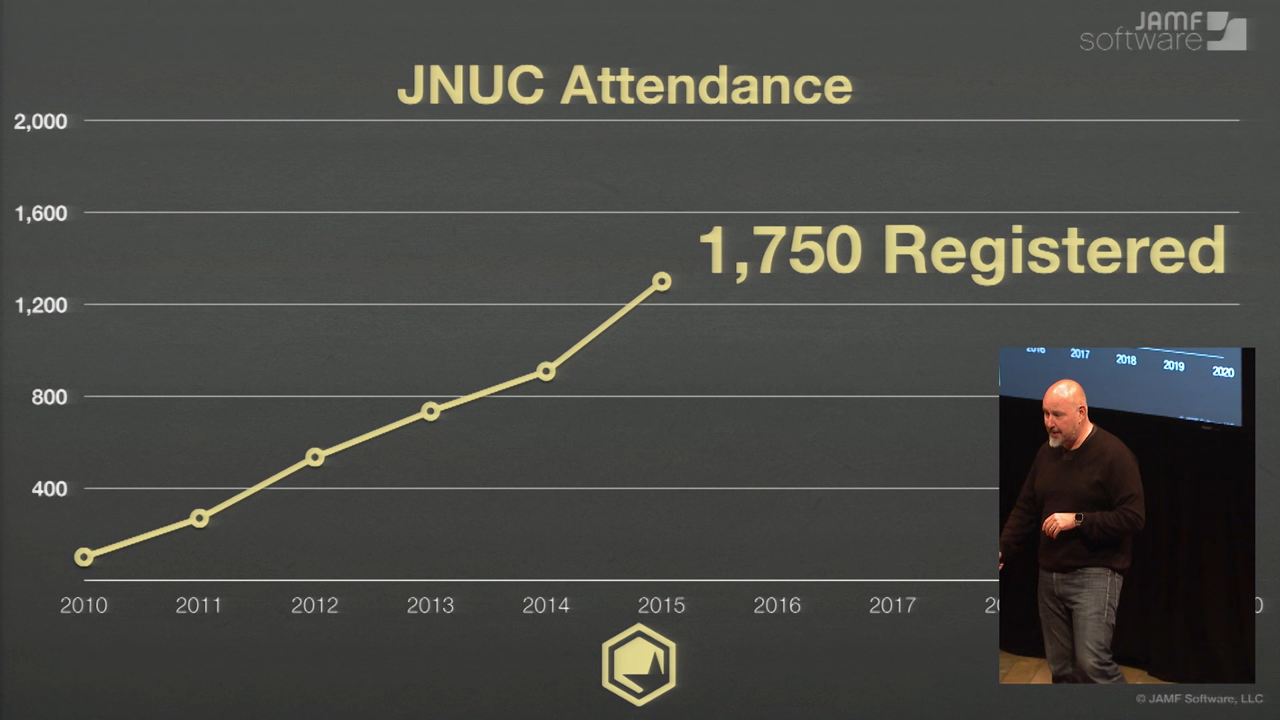 JAMF
software
JNUC Attendance
2,000
1,600
1,750 Registered
1,200
800
400
2016 2017 2018 2019 2020
2010 2011 2012 2013 2014 2015 2016 2017
© JAMF Software, LLC